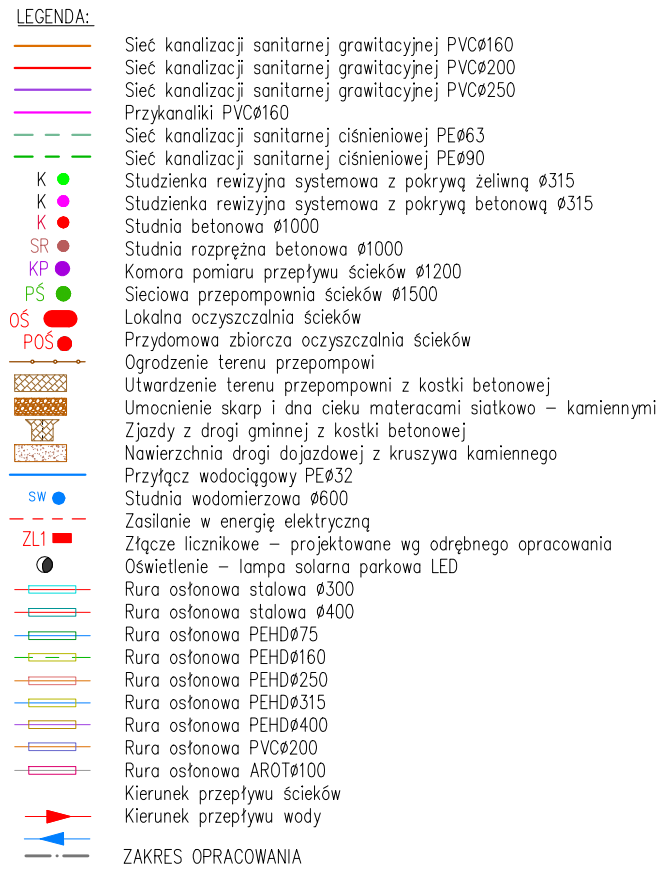 LEGENDA:
Sieć kanalizacji sanitarnej grawitacyjnej PVCø160
Sieć kanalizacji sanitarnej grawitacyjnej PVCø200
Sieć kanalizacji sanitarnej grawitacyjnej PVCø250
Przykanaliki PVCø160
Sieć kanalizacji sanitarnej ciśnieniowej PEø63
Sieć kanalizacji sanitarnej ciśnieniowej PEø90
K Studzienka rewizyjna systemowa z pokrywą żeliwną ø315
K Studzienka rewizyjna systemowa z pokrywą betonową ø315
K Studnia betonowa ø1000
SR Studnia rozprężna betonowa ø1000
KP Komora pomiaru przepływu ścieków ø1200
PŚ Sieciowa przepompownia ścieków ø1500
OŚ Lokalna oczyszczalnia ścieków
POŚ Przydomowa zbiorcza oczyszczalnia ścieków
Ogrodzenie terenu przepompowi
Utwardzenie terenu przepompowni z kostki betonowej
Umocnienie skarp i dna cieku materacami siatkowo – kamiennymi
Zjazdy z drogi gminnej z kostki betonowej
Nawierzchnia drogi dojazdowej z kruszywa kamiennego
Przyłącz wodociągowy PEø32
SW Studnia wodomierzowa ø600
Zasilanie w energię elektryczną
ZL1 Złącze licznikowe – projektowane wg odrębnego opracowania
Oświetlenie – lampa solarna parkowa LED
Rura osłonowa stalowa ø300
Rura osłonowa stalowa ø400
Rura osłonowa PEHDø75
Rura osłonowa PEHDø160
Rura osłonowa PEHDø250
Rura osłonowa PEHDø315
Rura osłonowa PEHDø400
Rura osłonowa PVCø200
Rura osłonowa AROTø100
Kierunek przepływu ścieków
Kierunek przepływu wody
ZAKRES OPRACOWANIA